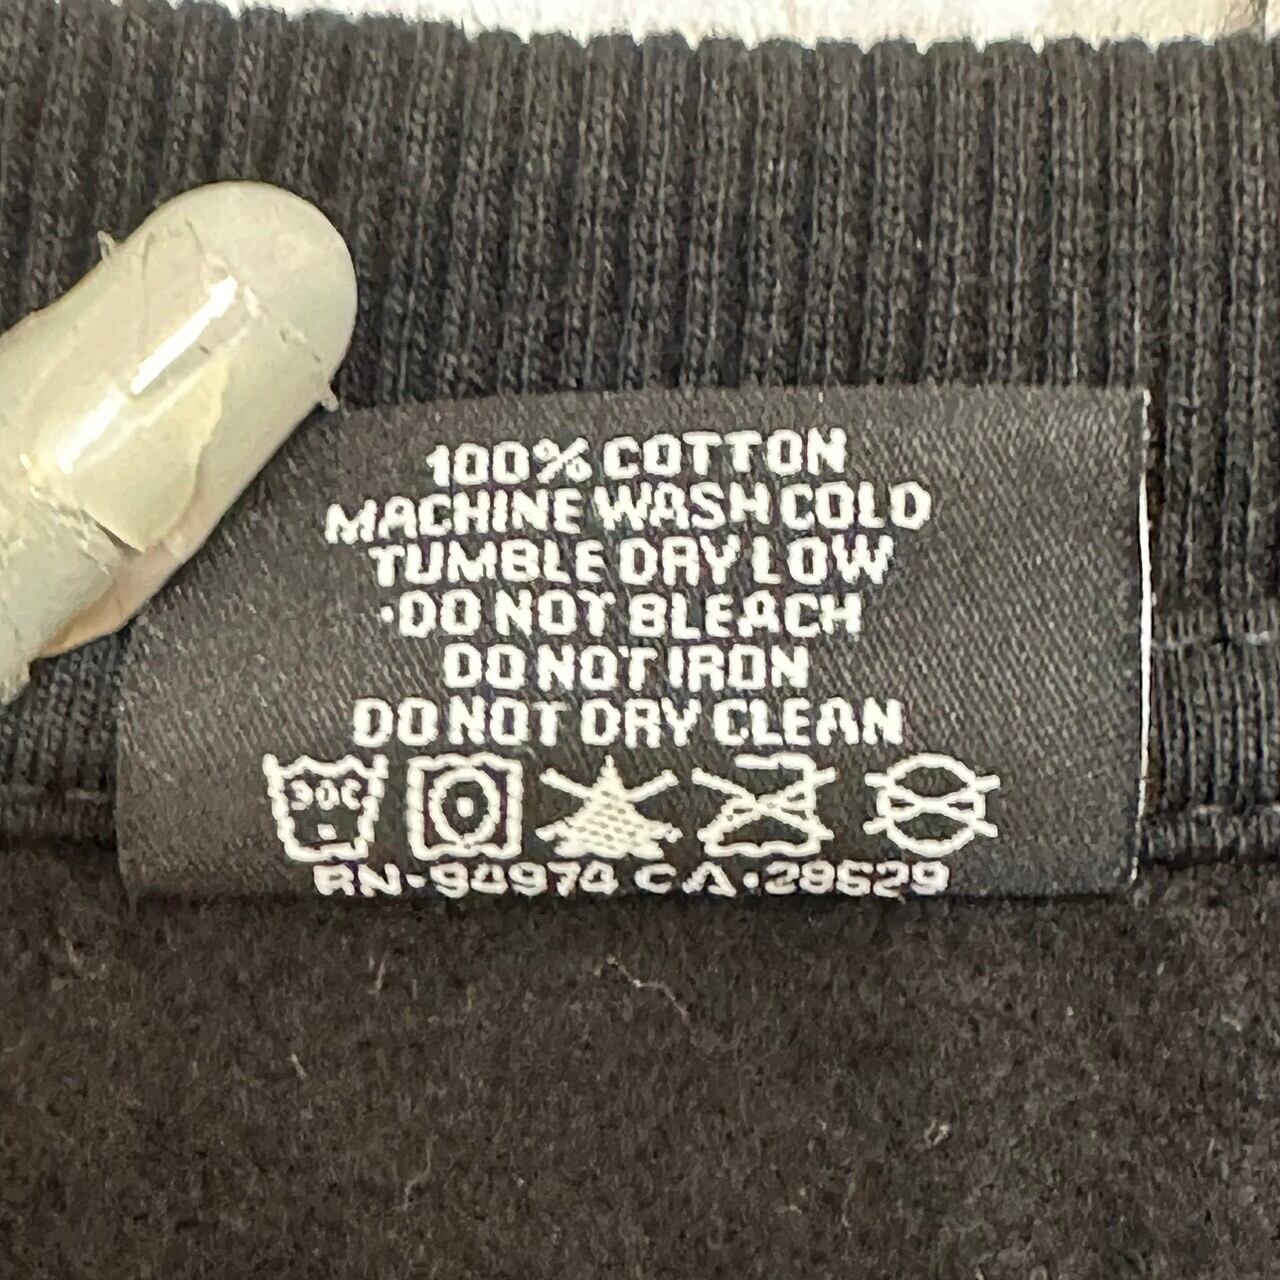 100% COTTON
MACHINE WASH COLD
TUMBLE DRY LOW
·DO NOT BLEACH
DO NOT IRON
DO NOT DRY CLEAN
30C
RN·94974 CA·28629